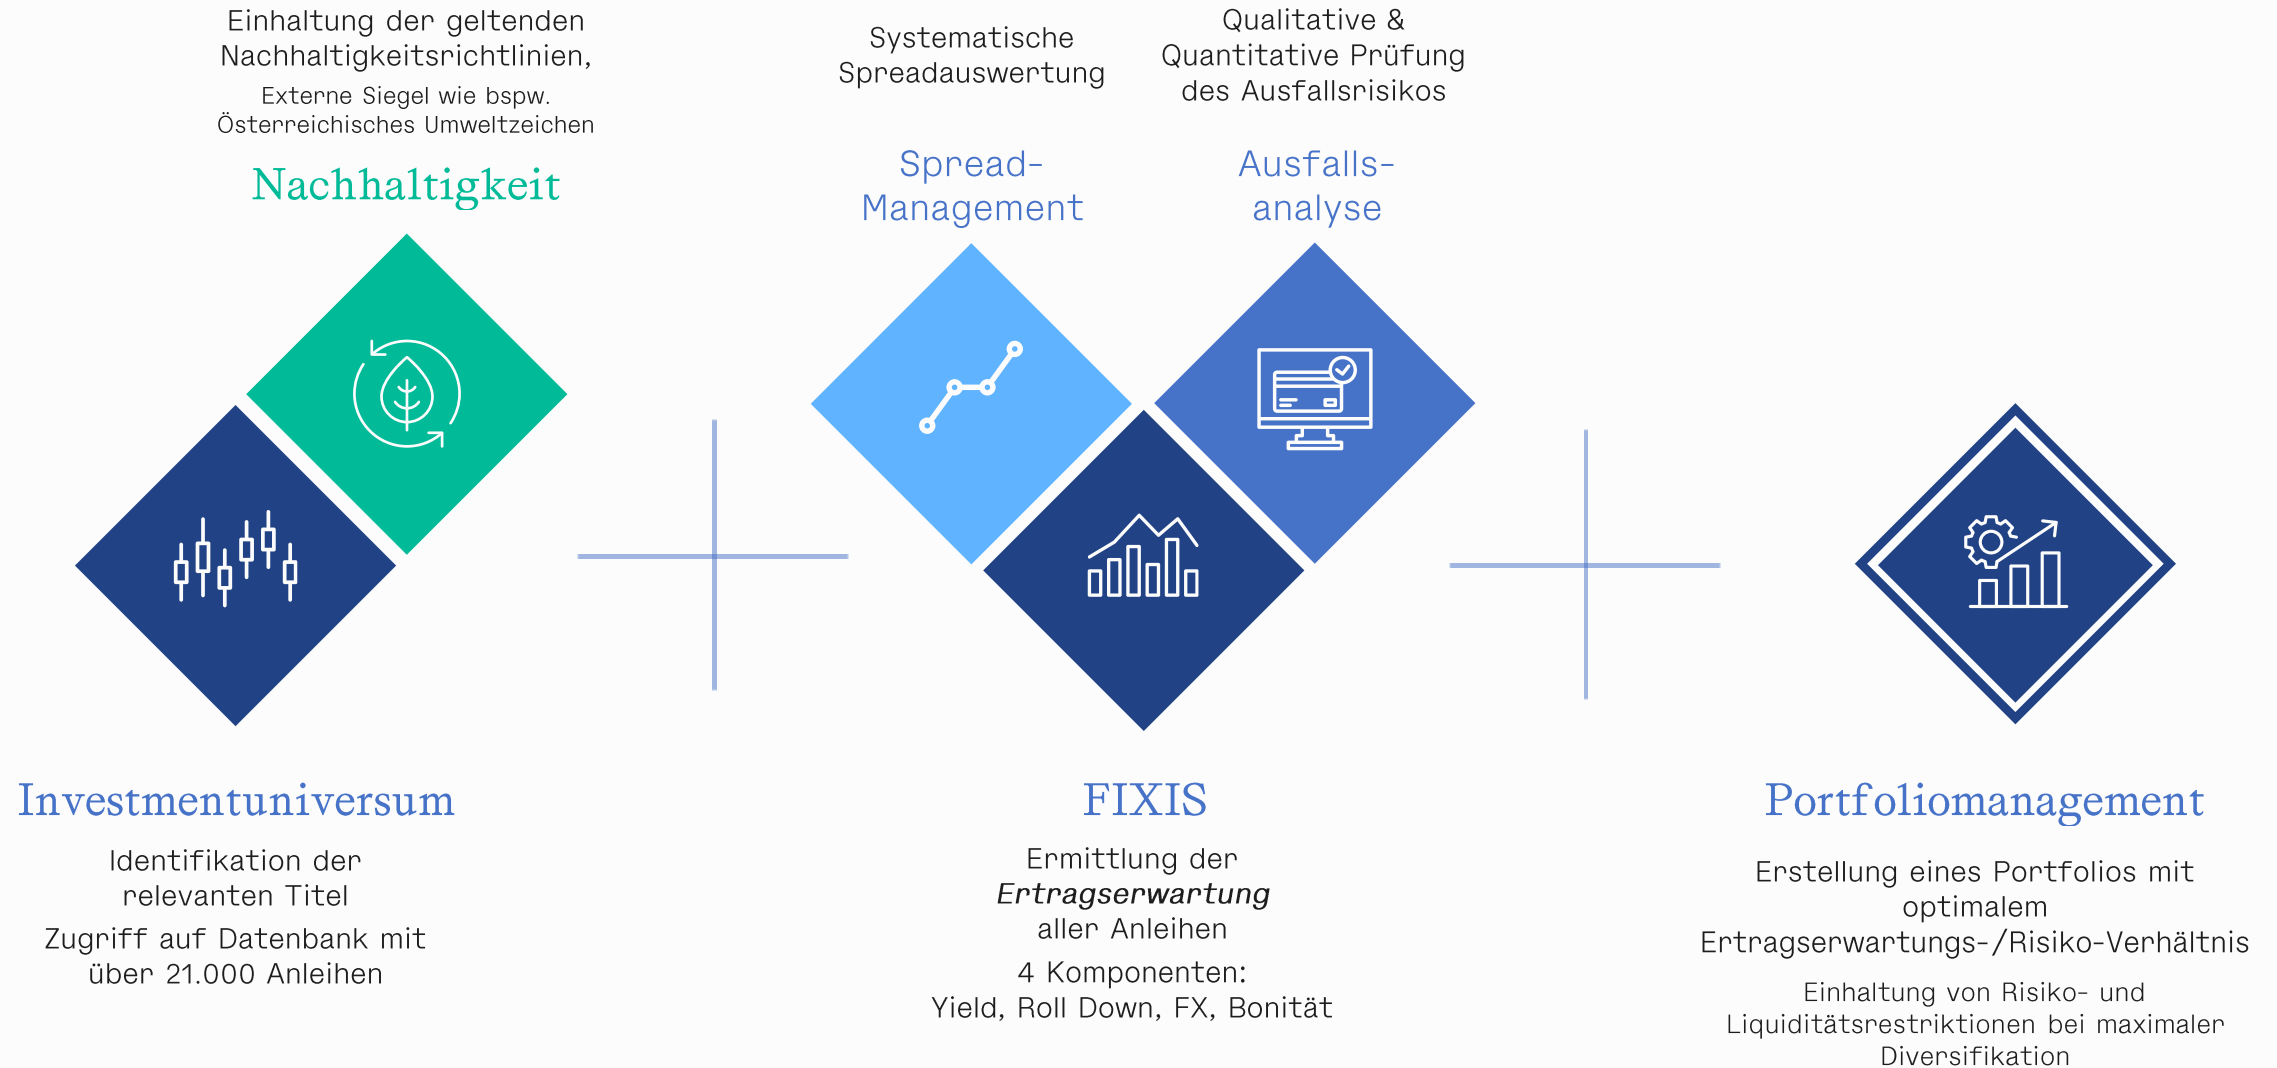 Einhaltung der geltenden
Nachhaltigkeitsrichtlinien,
Externe Siegel wie bspw.
Österreichisches Umweltzeichen
Nachhaltigkeit
Systematische
Spreadauswertung
Spread-
Management
Qualitative &
Quantitative Prüfung
des Ausfallsrisikos
Ausfalls-
analyse
Investmentuniversum
Identifikation der
relevanten Titel
Zugriff auf Datenbank mit
über 21.000 Anleihen
FIXIS
Ermittlung der
Ertragserwartung
aller Anleihen
4 Komponenten:
Yield, Roll Down, FX, Bonität
Portfoliomanagement
Erstellung eines Portfolios mit
optimalem
Ertragserwartungs-/Risiko-Verhältnis
Einhaltung von Risiko- und
Liquiditätsrestriktionen bei maximaler
Diversifikation